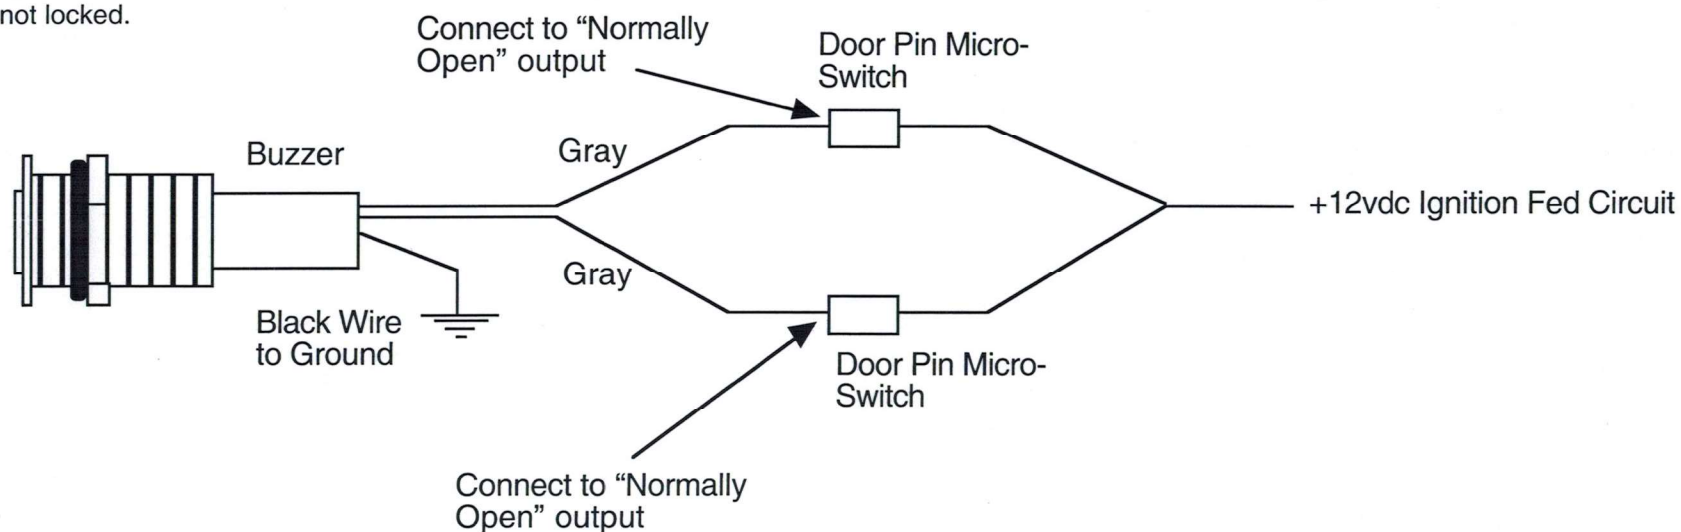 not locked.
Connect to “Normally
Open” output
Door Pin Micro-
Switch
Buzzer
Gray
+12vdc Ignition Fed Circuit
Gray
Black Wire
to Ground
Door Pin Micro-
Switch
Connect to “Normally
Open” output